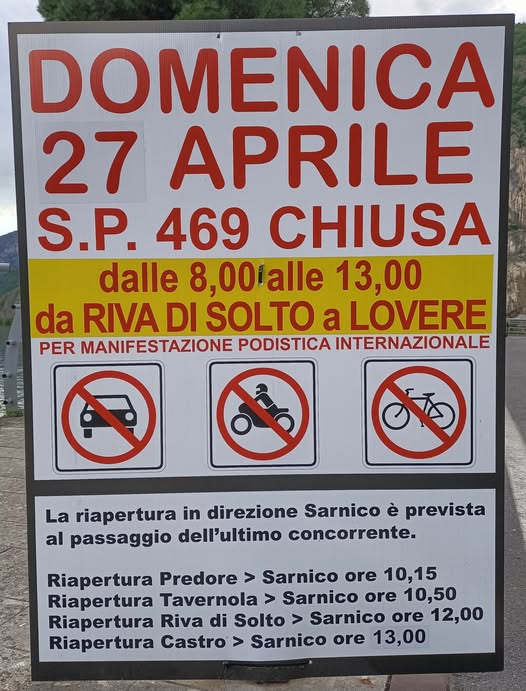 DOMENICA
27 APRILE
S.P. 469 CHIUSA
dalle 8,00 alle 13,00
da RIVA DI SOLTO a LOVERE
PER MANIFESTAZIONE PODISTICA INTERNAZIONALE
La riapertura in direzione Sarnico è prevista
al passaggio dell'ultimo concorrente.
Riapertura Predore > Sarnico ore 10,15
Riapertura Tavernola > Sarnico ore 10,50
Riapertura Riva di Solto > Sarnico ore 12,00
Riapertura Castro > Sarnico ore 13,00